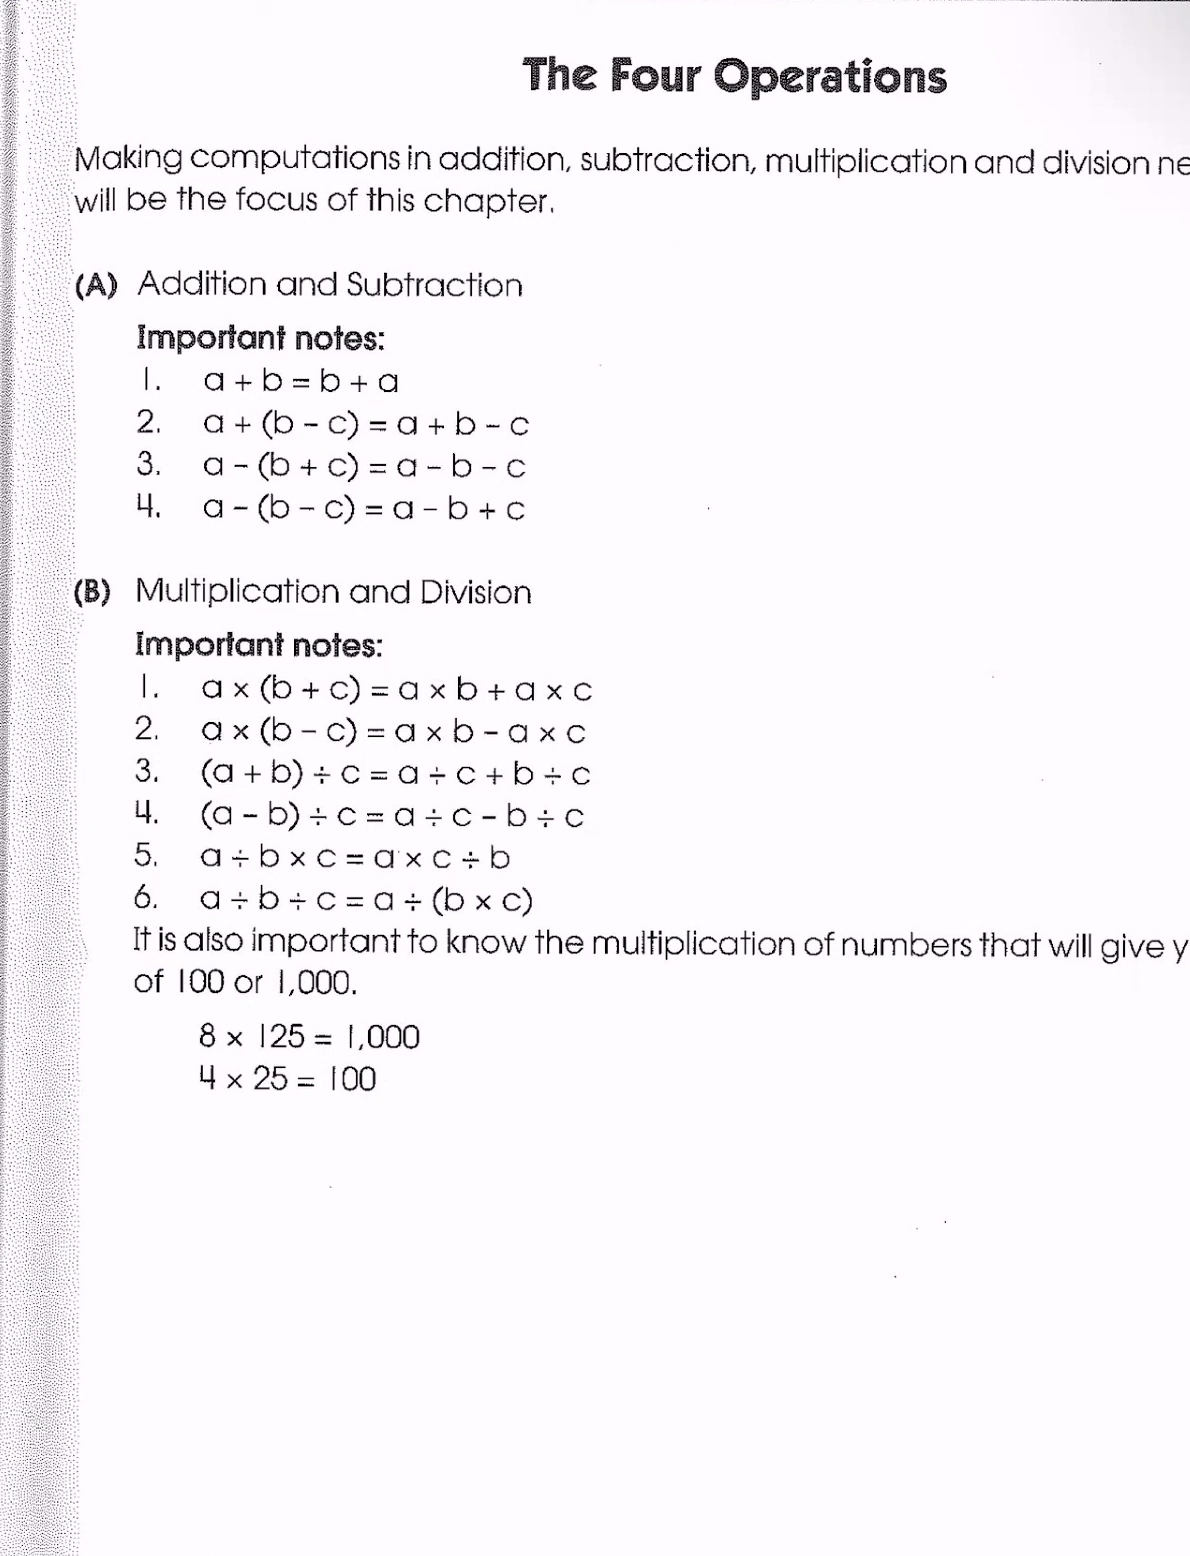 The Four Operations
Making computations in addition, subtraction, multiplication and division ne
will be the focus of this chapter.
(A) Addition and Subtraction
Important notes:
1. a + b = b + a
2. a + (b - c) = a + b - c
3. a - (b + c) = a - b - c
4. a - (b - c) = a - b + c
(B) Multiplication and Division
Important notes:
1. a × (b + c) = a × b + a × c
2. a × (b - c) = a × b - a × c
3. (a + b) ÷ c = a ÷ c + b ÷ c
4. (a - b) ÷ c = a ÷ c - b ÷ c
5. a ÷ b × c = a × c ÷ b
6. a ÷ b ÷ c = a ÷ (b × c)
It is also important to know the multiplication of numbers that will give y
of 100 or 1,000.
8 × 125 = 1,000
4 × 25 = 100